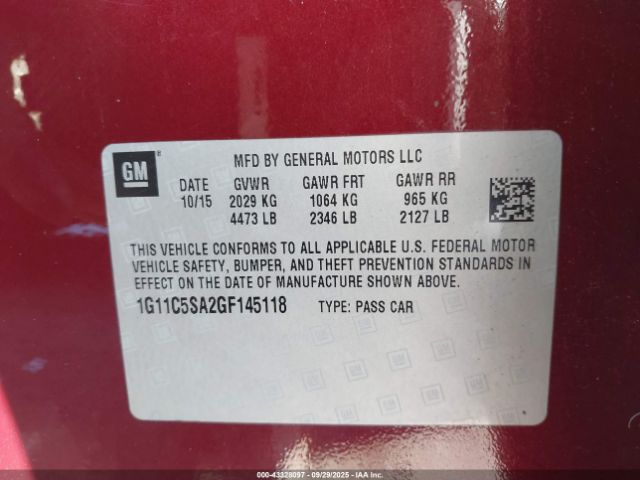 GM
MFD BY GENERAL MOTORS LLC
DATE GVWR GAWR FRT GAWR RR
10/15 2029 KG 1064 KG 965 KG
4473 LB 2346 LB 2127 LB
THIS VEHICLE CONFORMS TO ALL APPLICABLE U.S. FEDERAL MOTOR
VEHICLE SAFETY, BUMPER, AND THEFT PREVENTION STANDARDS IN
EFFECT ON THE DATE OF MANUFACTURE SHOWN ABOVE.
1G11C5SA2GF145118 TYPE: PASS CAR
000-43328097 - 09/29/2025 - IAAI.COM